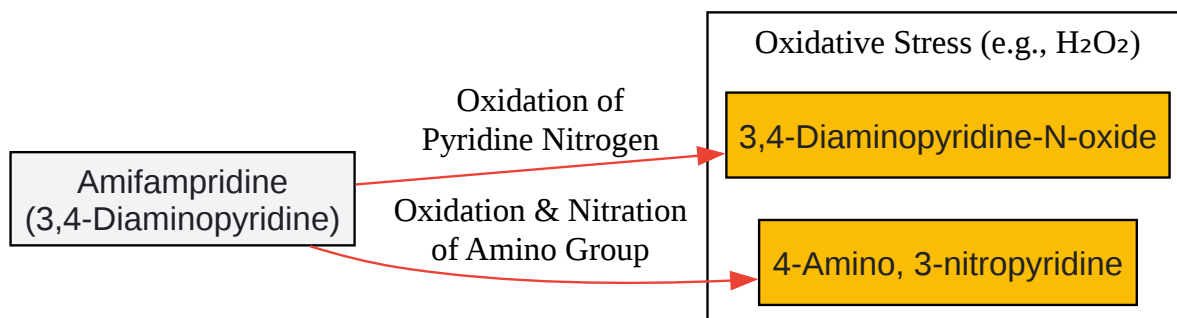 Oxidative Stress (e.g., H₂O₂)
Oxidation of
Pyridine Nitrogen
3,4-Diaminopyridine-N-oxide
Amifampridine
(3,4-Diaminopyridine)
Oxidation & Nitration
of Amino Group
4-Amino, 3-nitropyridine